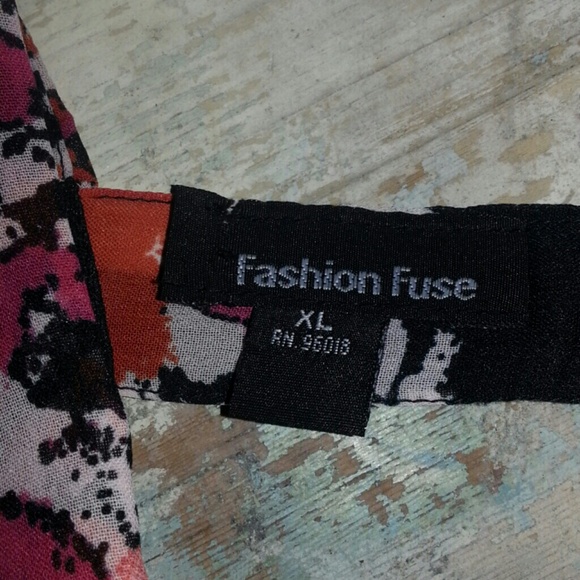 Fashion Fuse
XL
RN. 96018